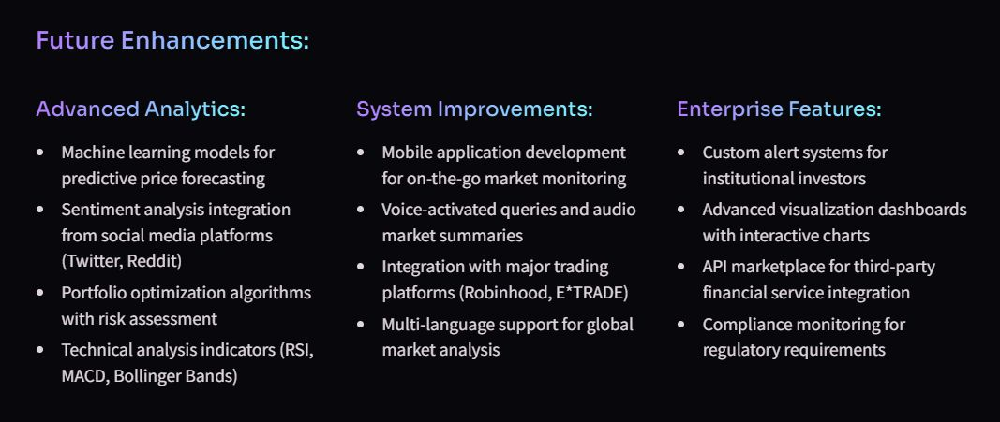 Future Enhancements:
Advanced Analytics:
• Machine learning models for
predictive price forecasting
• Sentiment analysis integration
from social media platforms
(Twitter, Reddit)
• Portfolio optimization algorithms
with risk assessment
• Technical analysis indicators (RSI,
MACD, Bollinger Bands)
System Improvements:
• Mobile application development
for on-the-go market monitoring
• Voice-activated queries and audio
market summaries
• Integration with major trading
platforms (Robinhood, E*TRADE)
• Multi-language support for global
market analysis
Enterprise Features:
• Custom alert systems for
institutional investors
• Advanced visualization dashboards
with interactive charts
• API marketplace for third-party
financial service integration
• Compliance monitoring for
regulatory requirements